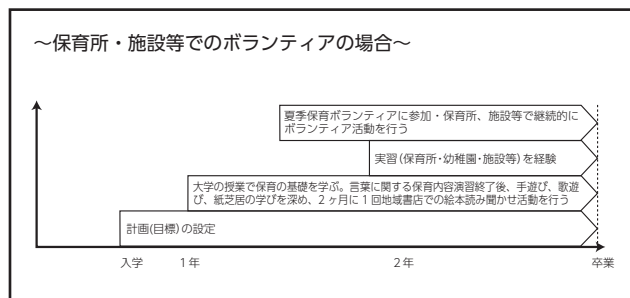 ～保育所・施設等でのボランティアの場合～
夏季保育ボランティアに参加・保育所、施設等で継続的に
ボランティア活動を行う
実習(保育所・幼稚園・施設等)を経験
大学の授業で保育の基礎を学ぶ。言葉に関する保育内容演習終了後、手遊び、歌遊
び、紙芝居の学びを深め、2ヶ月に1回地域書店での絵本読み聞かせ活動を行う
計画(目標)の設定
入学 1年 2年 卒業